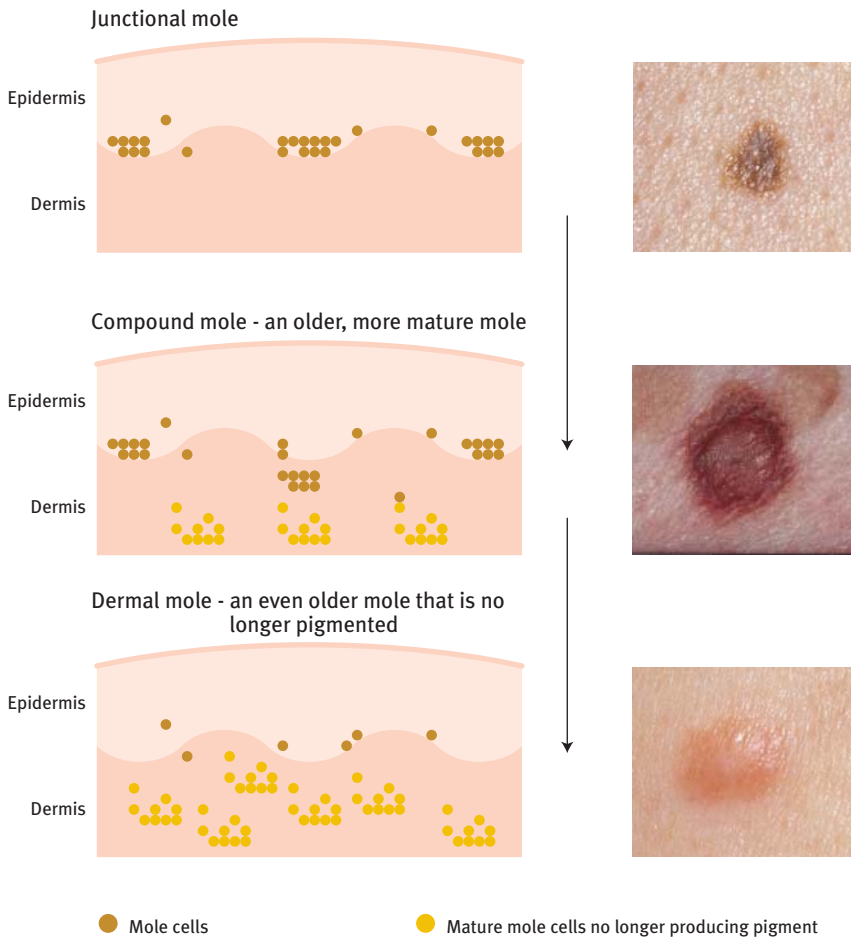 Junctional mole
Epidermis
Dermis
Compound mole - an older, more mature mole
Epidermis
Dermis
Dermal mole - an even older mole that is no
longer pigmented
Epidermis
Dermis
Mole cells
Mature mole cells no longer producing pigment